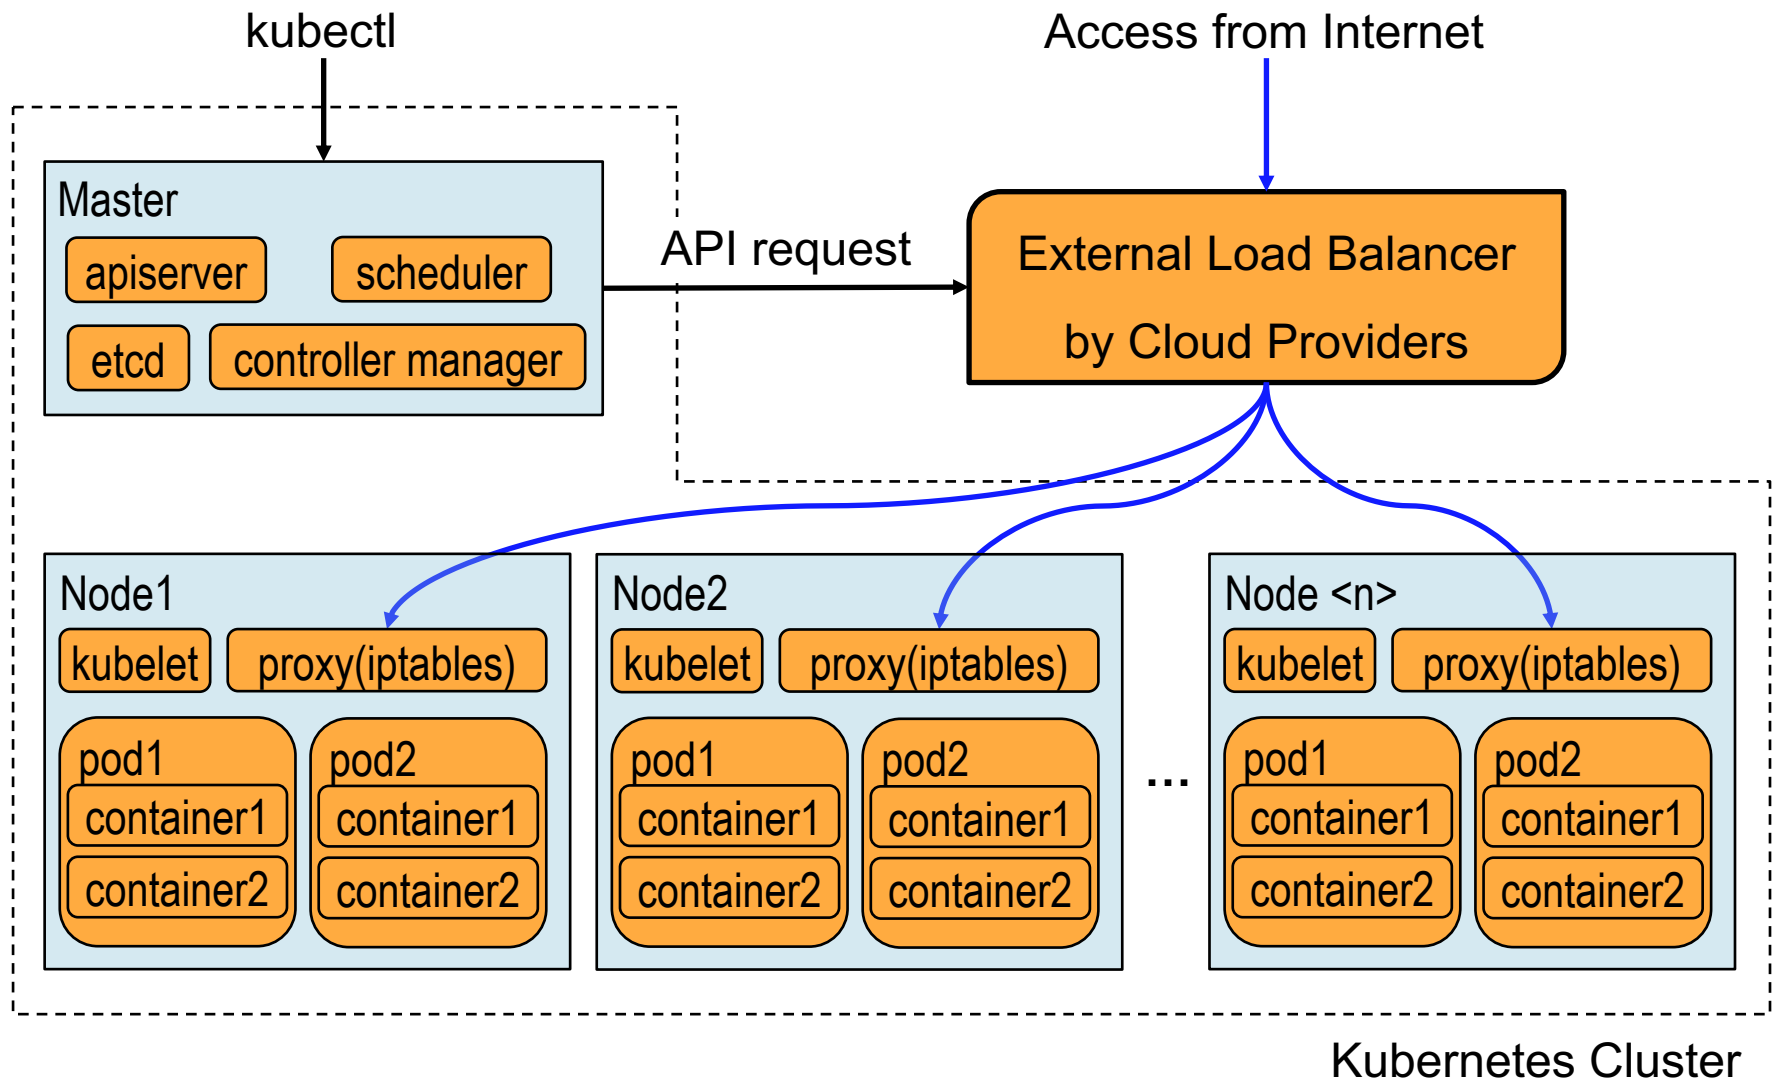 kubectl
Access from Internet
Master
apiserver
scheduler
etcd
controller manager
API request
External Load Balancer
by Cloud Providers
Node1
kubelet
proxy(iptables)
pod1
container1
container2
pod2
container1
container2
Node2
kubelet
proxy(iptables)
pod1
container1
container2
pod2
container1
container2
...
Node <n>
kubelet
proxy(iptables)
pod1
container1
container2
pod2
container1
container2
Kubernetes Cluster